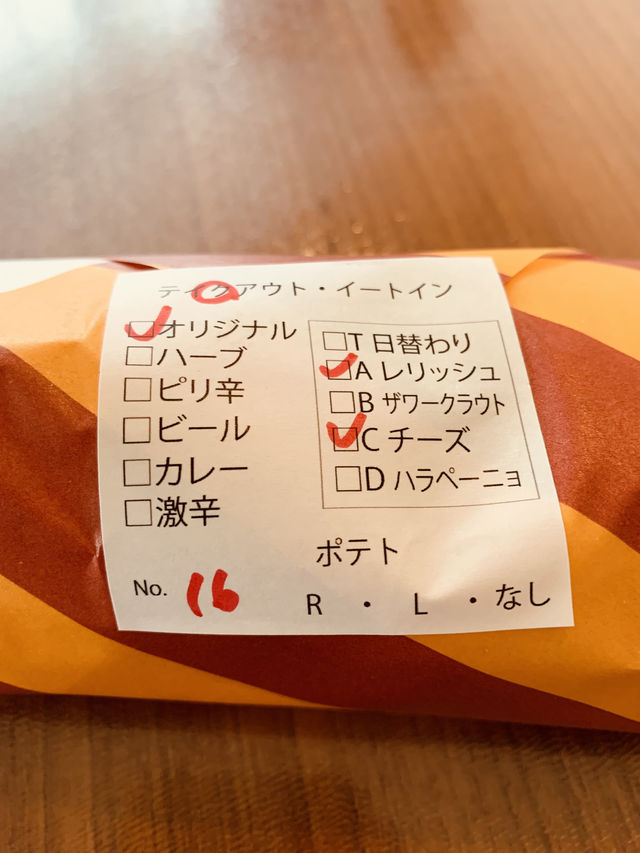 テイクアウト・イートイン
オリジナル
ハーブ
ピリ辛
ビール
カレー
激辛
T 日替わり
A レリッシュ
B ザワークラウト
C チーズ
D ハラペーニョ
ポテト
R ・ L ・なし
No. 16